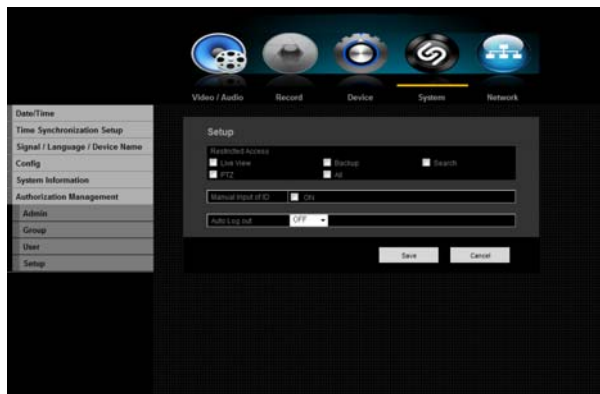 Video / Audio Record Device System Network
Date/Time
Time Synchronization Setup
Signal / Language / Device Name
Config
System Information
Authorization Management
Admin
Group
User
Setup
Setup
Restricted Access
Live View Backup Search
PTZ All
Manual Input of ID ON
Auto Log out OFF
Save Cancel